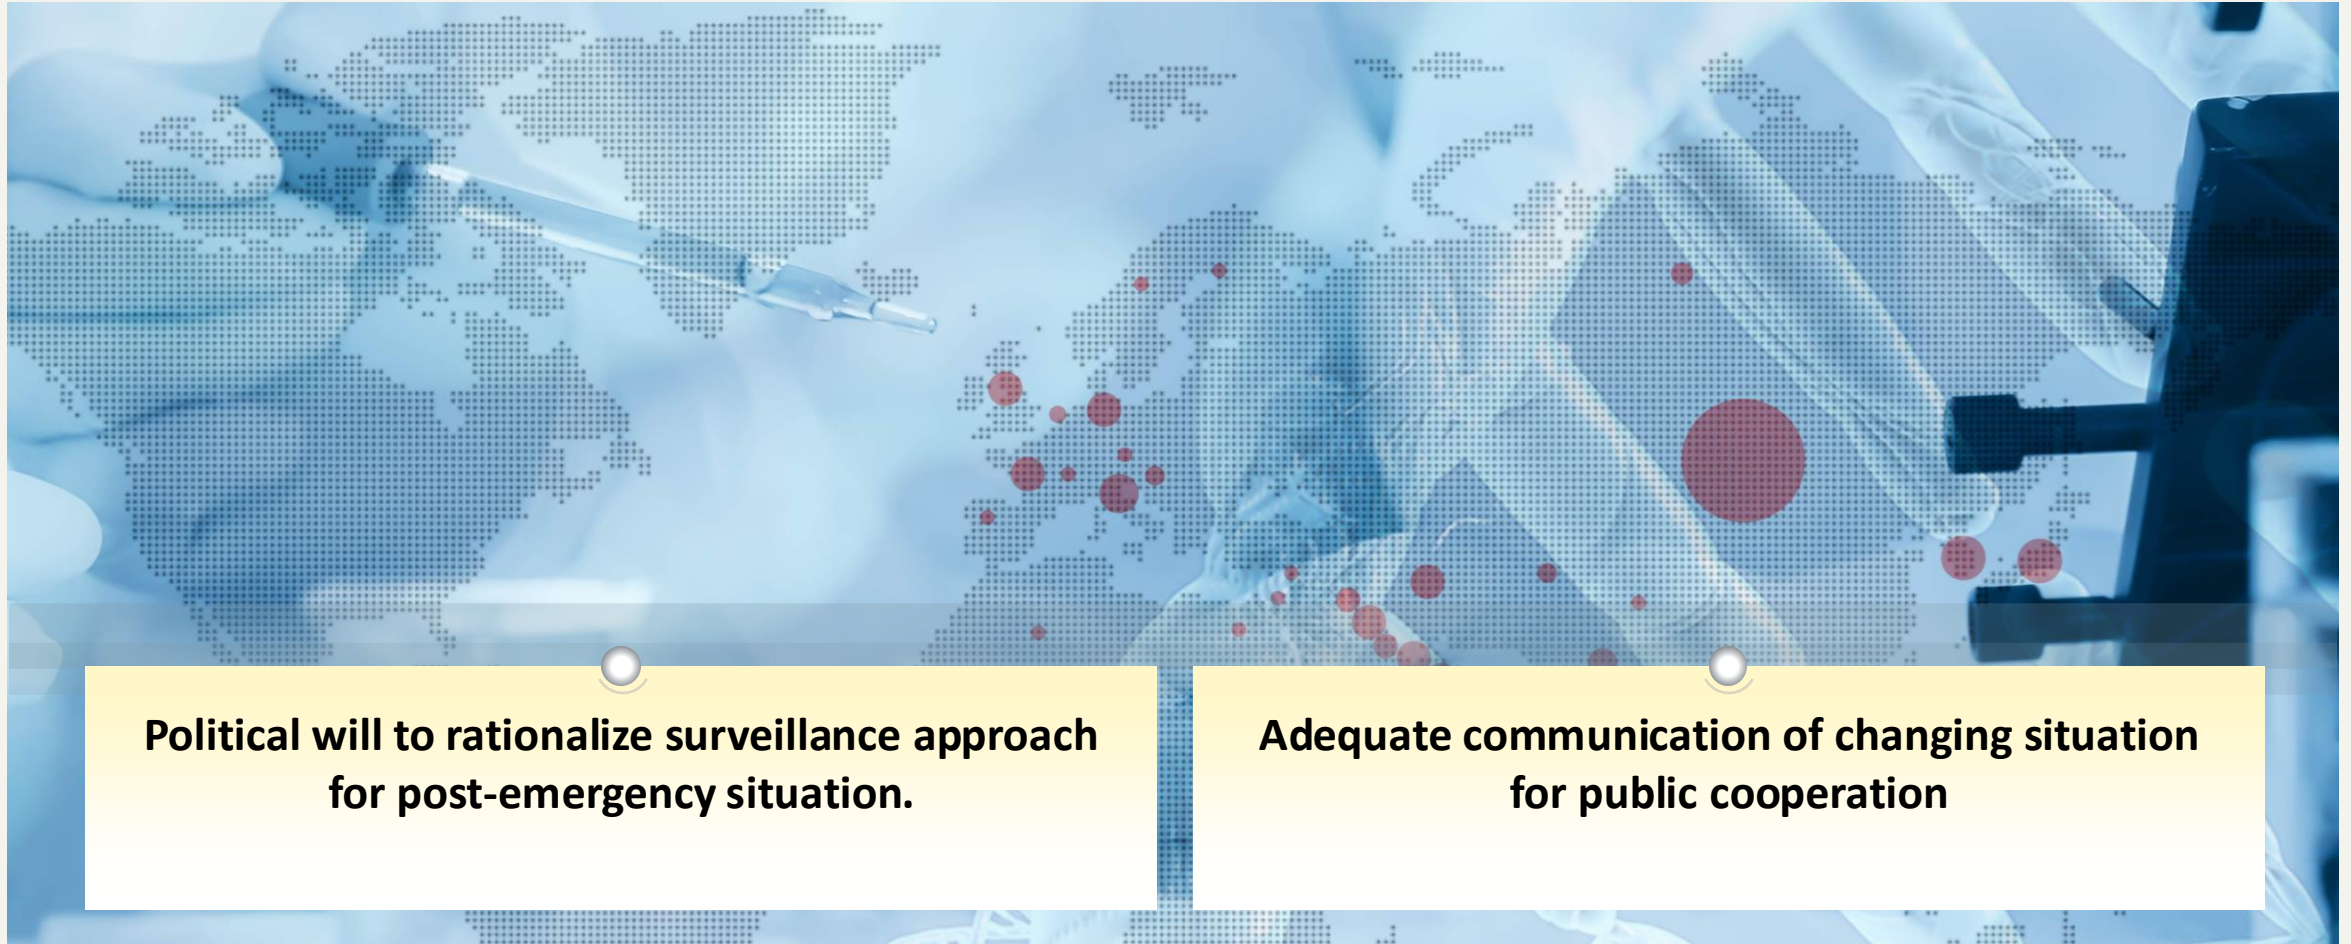 Political will to rationalize surveillance approach
for post-emergency situation.
Adequate communication of changing situation
for public cooperation